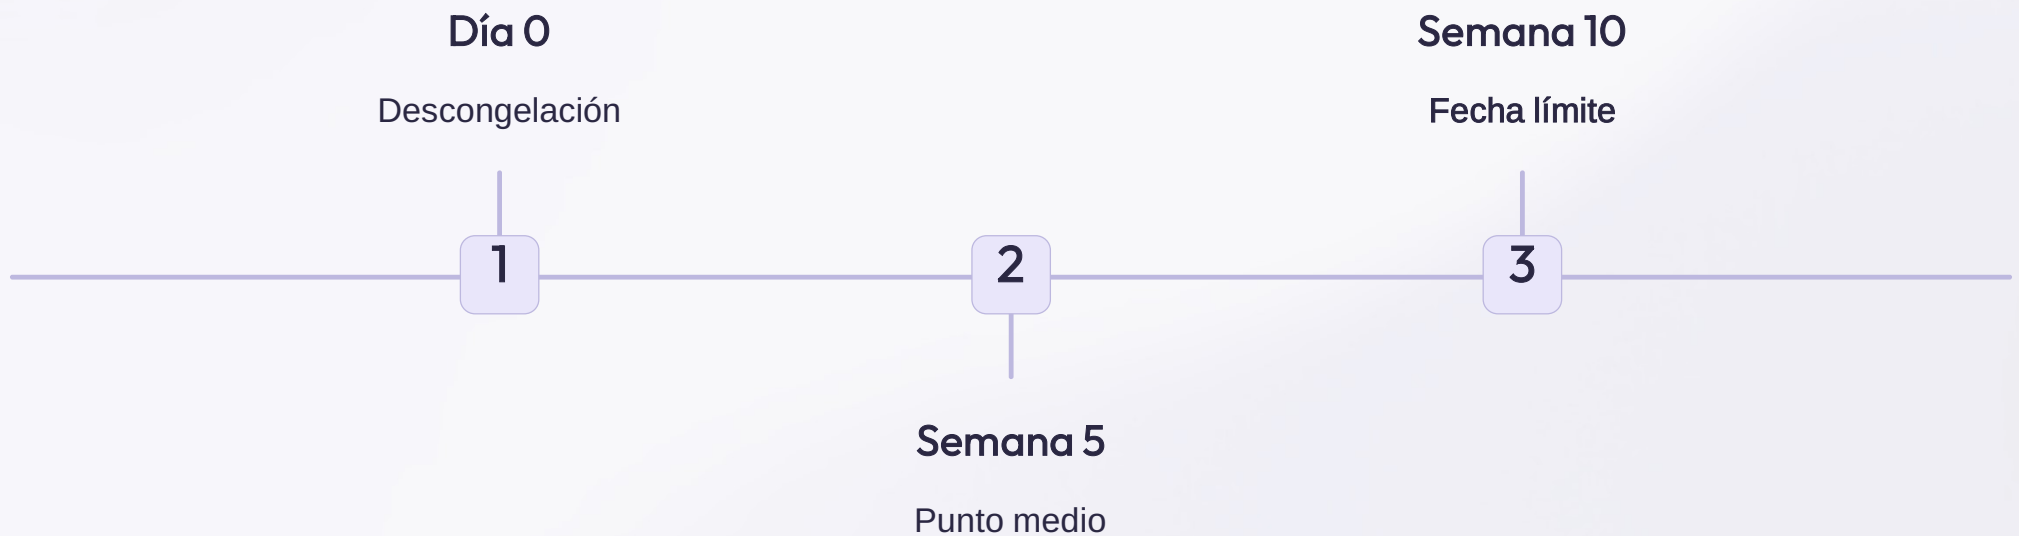 Día 0
Descongelación
1
2
Semana 5
Punto medio
Semana 10
Fecha límite
3